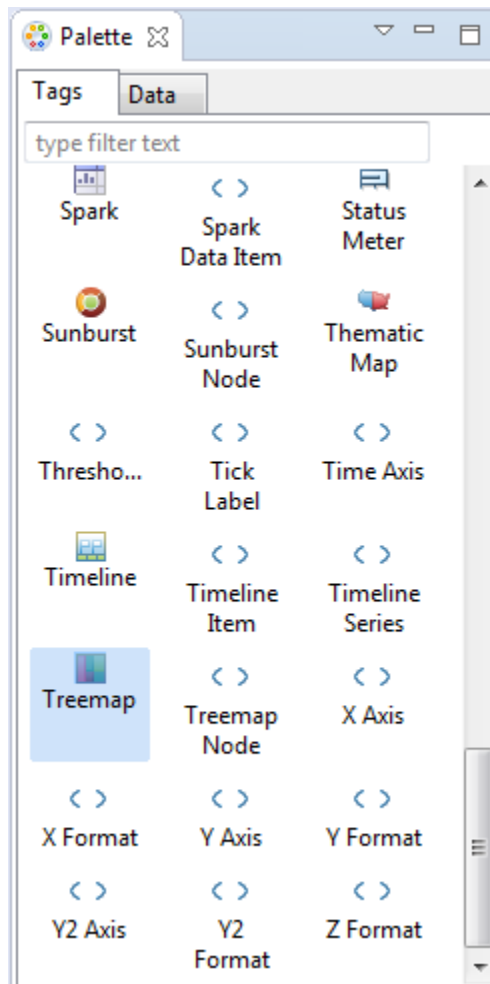 Palette
Tags Data
type filter text
Spark
Spark
Data Item
Status
Meter
Sunburst
Sunburst
Node
Thematic
Map
Thresho...
Tick
Label
Time Axis
Timeline
Timeline
Item
Timeline
Series
Treemap
Treemap
Node
X Axis
X Format
Y Axis
Y Format
Y2 Axis
Y2
Format
Z Format